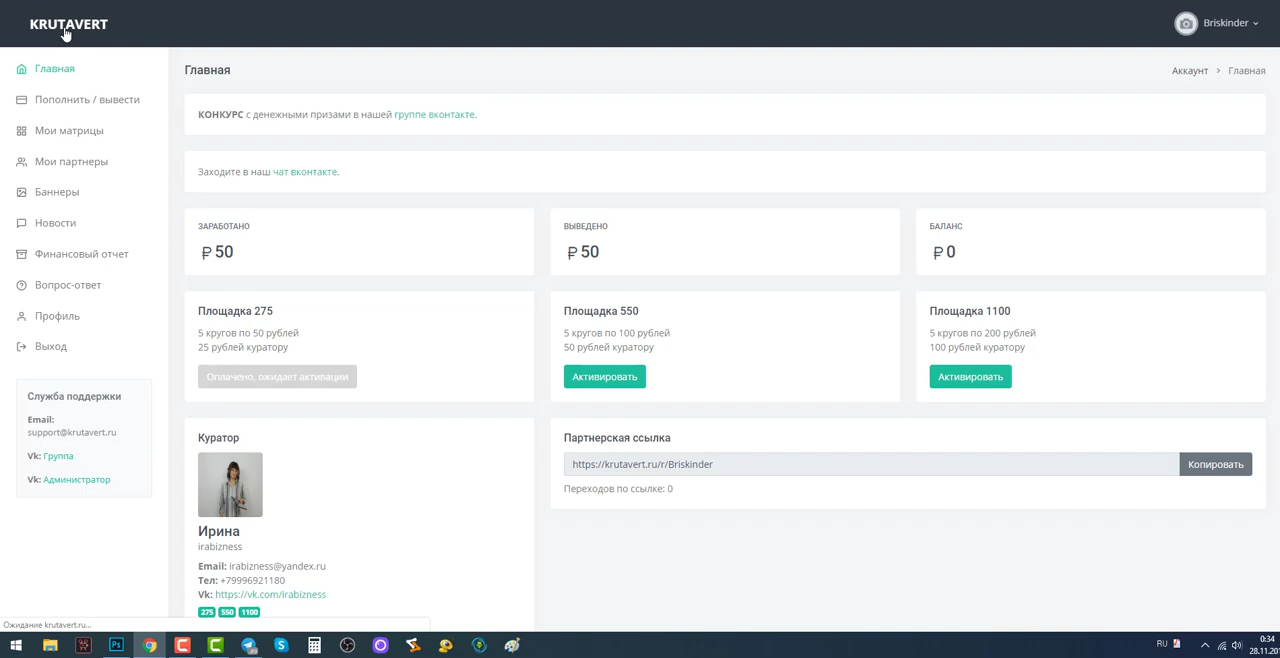 KRUTAVERT
Briskinder
Главная
Пополнить / вывести
Мои матрицы
Мои партнеры
Баннеры
Новости
Финансовый отчет
Вопрос-ответ
Профиль
Выход
Служба поддержки
Email:
support@krutavert.ru
Vk: Группа
Vk: Администратор
Главная
Аккаунт > Главная
КОНКУРС с денежными призами в нашей группе вконтакте.
Заходите в наш чат вконтакте.
ЗАРАБОТАНО
₽ 50
ВЫВЕДЕНО
₽ 50
БАЛАНС
₽ 0
Площадка 275
5 кругов по 50 рублей
25 рублей куратору
Оплачено, ожидает активации
Площадка 550
5 кругов по 100 рублей
50 рублей куратору
Активировать
Площадка 1100
5 кругов по 200 рублей
100 рублей куратору
Активировать
Куратор
Ирина
irabizness
Email: irabizness@yandex.ru
Тел: +79996921180
Vk: https://vk.com/irabizness
275 550 1100
Партнерская ссылка
https://krutavert.ru/r/Briskinder
Копировать
Переходов по ссылке: 0
Ожидание krutavert.ru...
Ps
RU
0:34
28.11.20